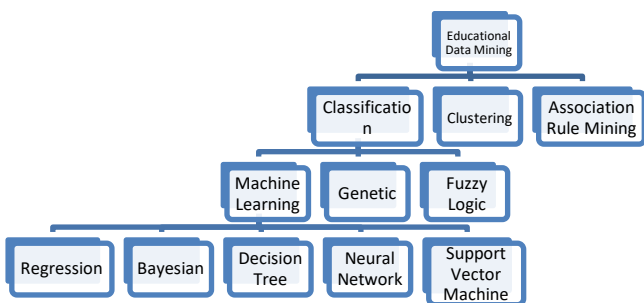 Educational
Data Mining
Classificatio
n
Clustering
Association
Rule Mining
Machine
Learning
Genetic
Fuzzy
Logic
Regression
Bayesian
Decision
Tree
Neural
Network
Support
Vector
Machine